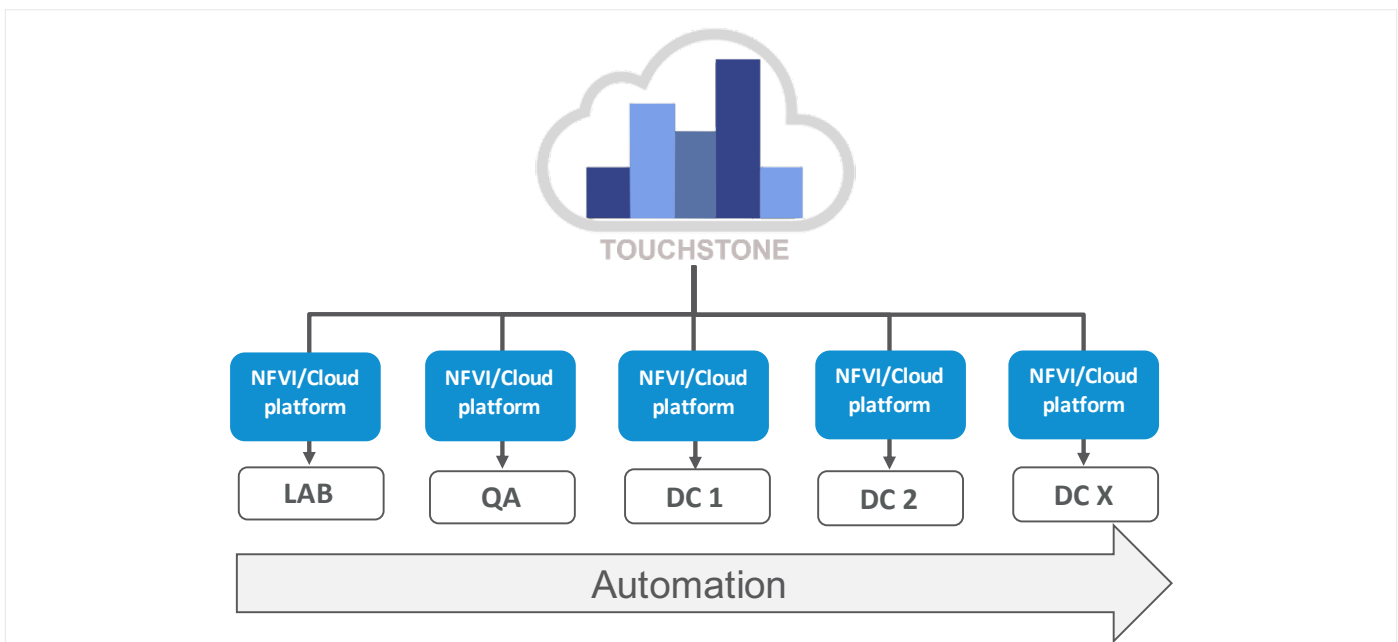 TOUCHSTONE
NFVI/Cloud
platform
NFVI/Cloud
platform
NFVI/Cloud
platform
NFVI/Cloud
platform
NFVI/Cloud
platform
LAB
QA
DC 1
DC 2
DC X
Automation